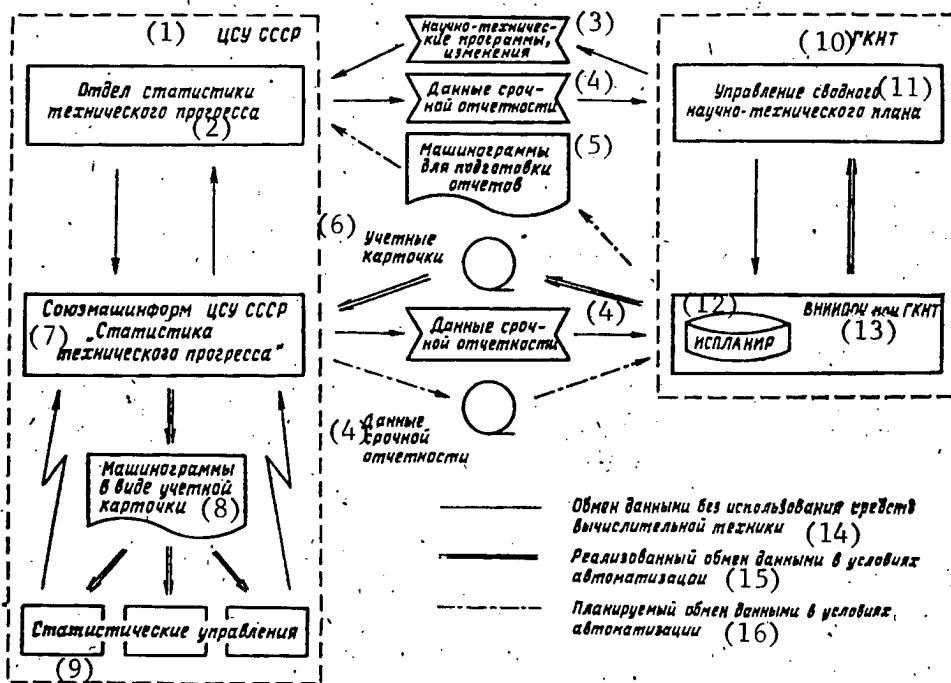 (1) ЦСУ СССР
Отдел статистики
технического прогресса
(2)
Научно-техничес-
кие программы,
изменения
(3)
Данные сроч-
ной отчетности
(4)
Машинограммы
для подготовки
отчетов
(5)
(10) ГКНТ
Управление сводного (11)
научно-технического плана
(6) Учетные
карточки
Союзмашинформ ЦСУ СССР
(7) „Статистика
технического прогресса"
Данные сроч-
ной отчетности
(4)
(12)
ИСПЛАНИР
ГКНТ
(13)
(4) Данные
срочной
отчетности
Машинограммы
в виде учетной
карточки (8)
Статистические управления
(9)
Обмен данными без использования средств
вычислительной техники (14)
Реализованный обмен данными в условиях
автоматизации (15)
Планируемый обмен данными в условиях
автоматизации (16)